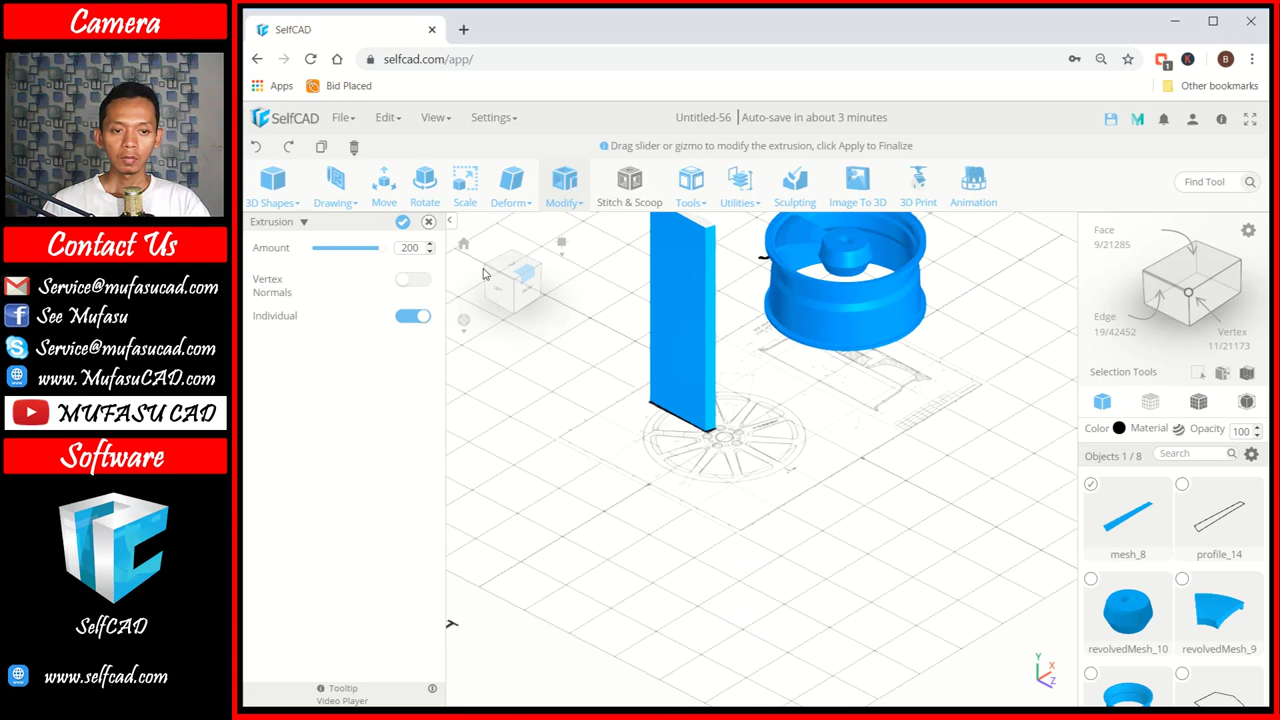 Camera
Contact Us
Service@mufasucad.com
See Mufasu
Service@mufasucad.com
www.MufasuCAD.com
MUFASU CAD
Software
SelfCAD
www.selfcad.com
SelfCAD
selfcad.com/app/
B
1
K
Apps
Bid Placed
Other bookmarks
SelfCAD
File
Edit
View
Settings
Untitled-56
Auto-save in about 3 minutes
Drag slider or gizmo to modify the extrusion, click Apply to Finalize
3D Shapes
Drawing
Move
Rotate
Scale
Deform
Modify
Stitch & Scoop
Tools
Utilities
Sculpting
Image To 3D
3D Print
Animation
Find Tool
Extrusion
Amount
200
Vertex
Normals
Individual
Face
9/21285
Edge
19/42452
Vertex
11/21173
Selection Tools
Color
Material
Opacity
100
Objects 1 / 8
Search
mesh_8
profile_14
revolvedMesh_10
revolvedMesh_9
Y
X
Z
Tooltip
Video Player